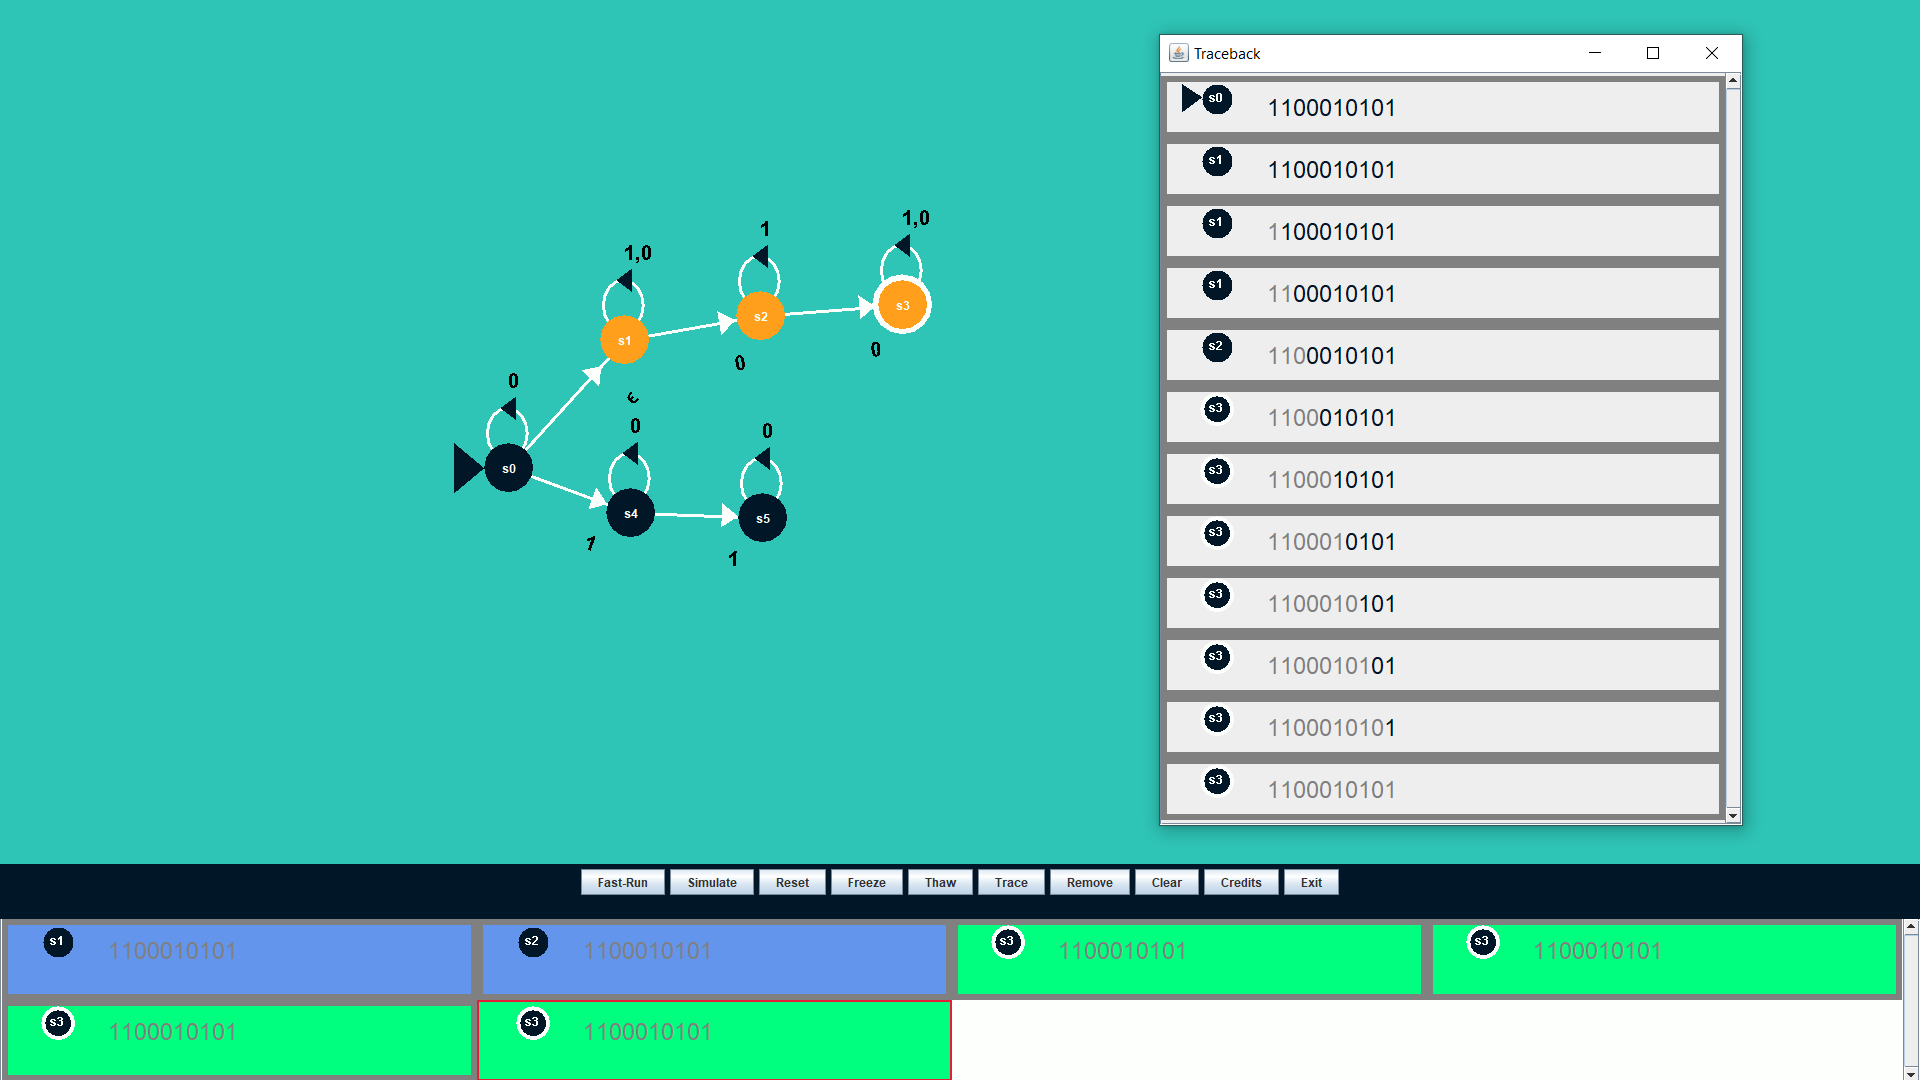 Traceback
s0 1100010101
s1 1100010101
s1 1100010101
s1 1100010101
s2 1100010101
s3 1100010101
s3 1100010101
s3 1100010101
s3 1100010101
s3 1100010101
s3 1100010101
s3 1100010101
1,0
1
1,0
s3
s2
s1
0
0
0
ε
0
0
s0
s4
s5
1
1
Fast-Run Simulate Reset Freeze Thaw Trace Remove Clear Credits Exit
s1 1100010101 s2 1100010101 s3 1100010101 s3 1100010101
s3 1100010101 s3 1100010101